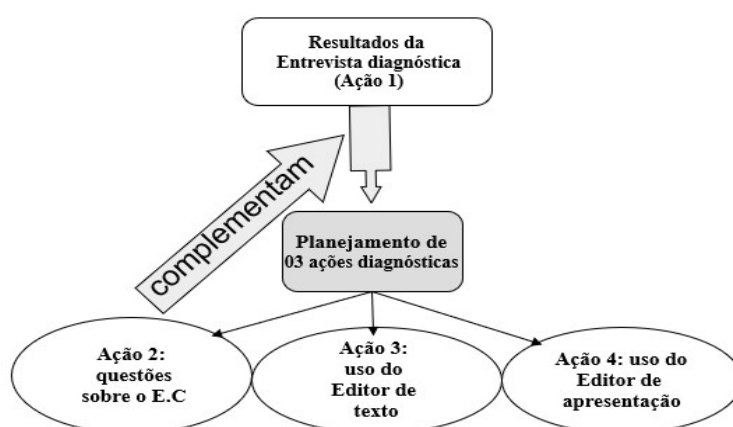 Resultados da
Entrevista diagnóstica
(Ação 1)
complementam
Planejamento de
03 ações diagnósticas
Ação 2:
questões
sobre o E.C
Ação 3:
uso do
Editor de
texto
Ação 4: uso do
Editor de
apresentação